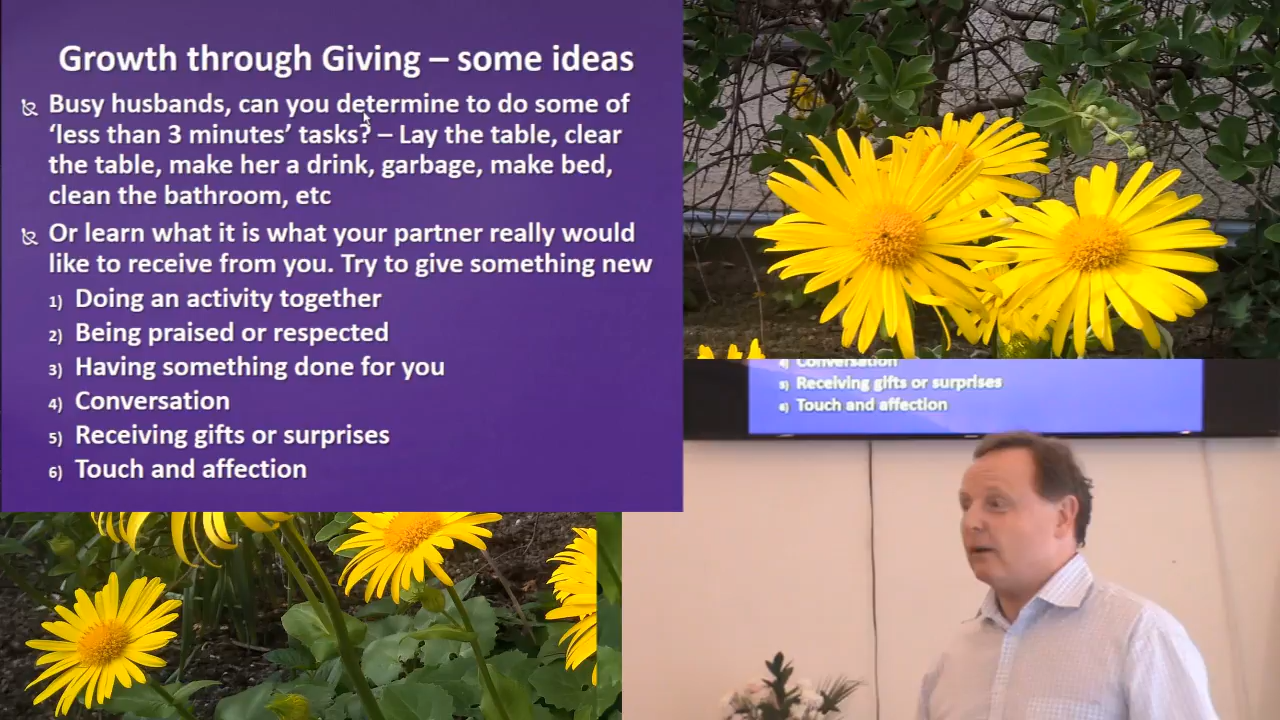 Growth through Giving – some ideas
Busy husbands, can you determine to do some of
‘less than 3 minutes’ tasks? – Lay the table, clear
the table, make her a drink, garbage, make bed,
clean the bathroom, etc
Or learn what it is what your partner really would
like to receive from you. Try to give something new
1) Doing an activity together
2) Being praised or respected
3) Having something done for you
4) Conversation
5) Receiving gifts or surprises
6) Touch and affection
4) Conversation
5) Receiving gifts or surprises
6) Touch and affection